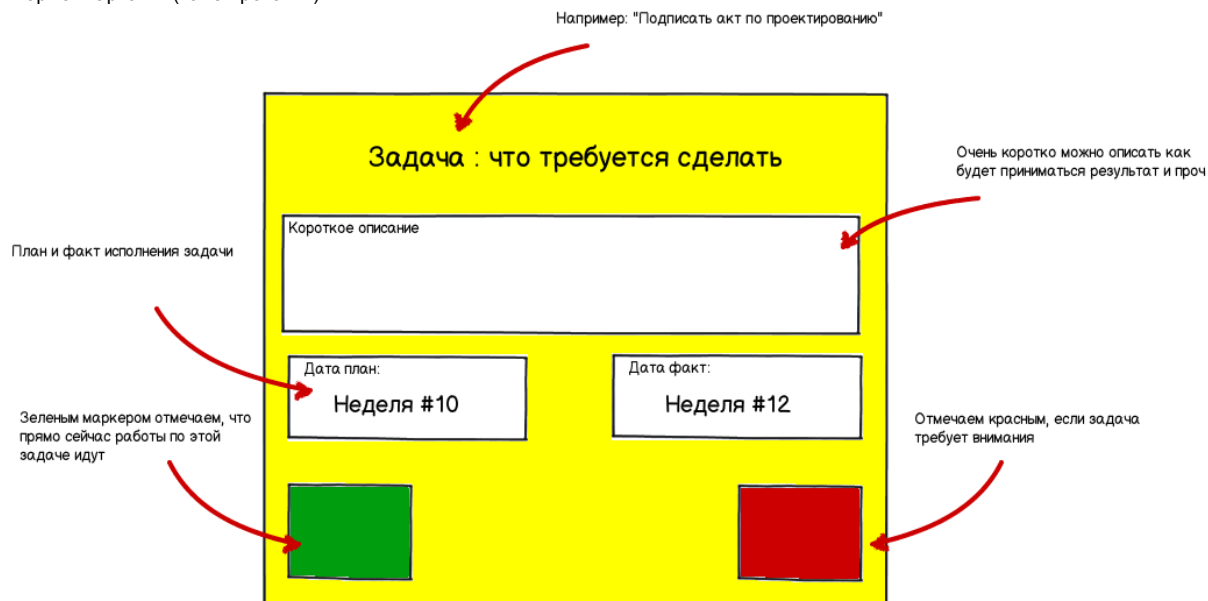 Например: "Подписать акт по проектированию"
Задача : что требуется сделать
Очень коротко можно описать как
будет приниматься результат и проч
Короткое описание
План и факт исполнения задачи
Дата план:
Неделя #10
Дата факт:
Неделя #12
Зеленым маркером отмечаем, что
прямо сейчас работы по этой
задаче идут
Отмечаем красным, если задача
требует внимания